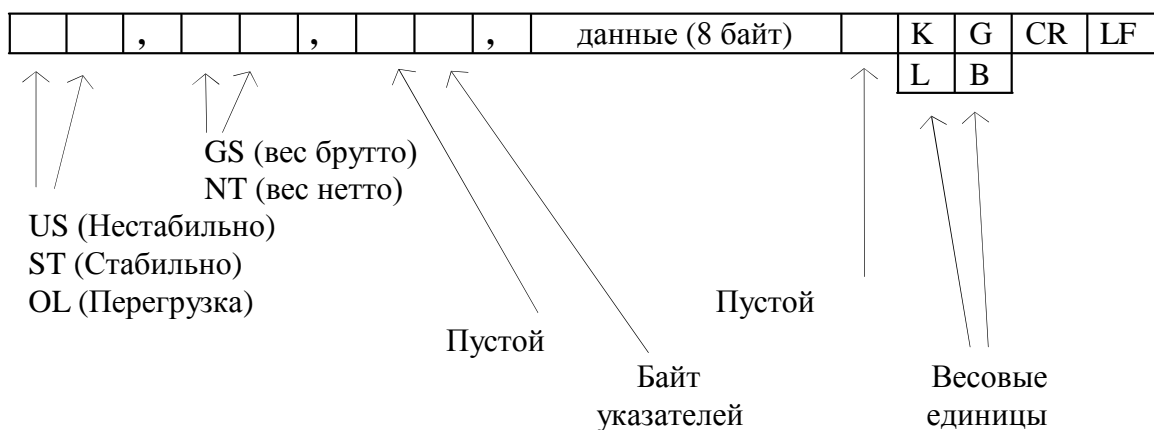 , , , данные (8 байт) K G CR LF
L B
GS (вес брутто)
NT (вес нетто)
US (Нестабильно)
ST (Стабильно)
OL (Перегрузка)
Пустой
Пустой
Байт
указателей
Весовые
единицы